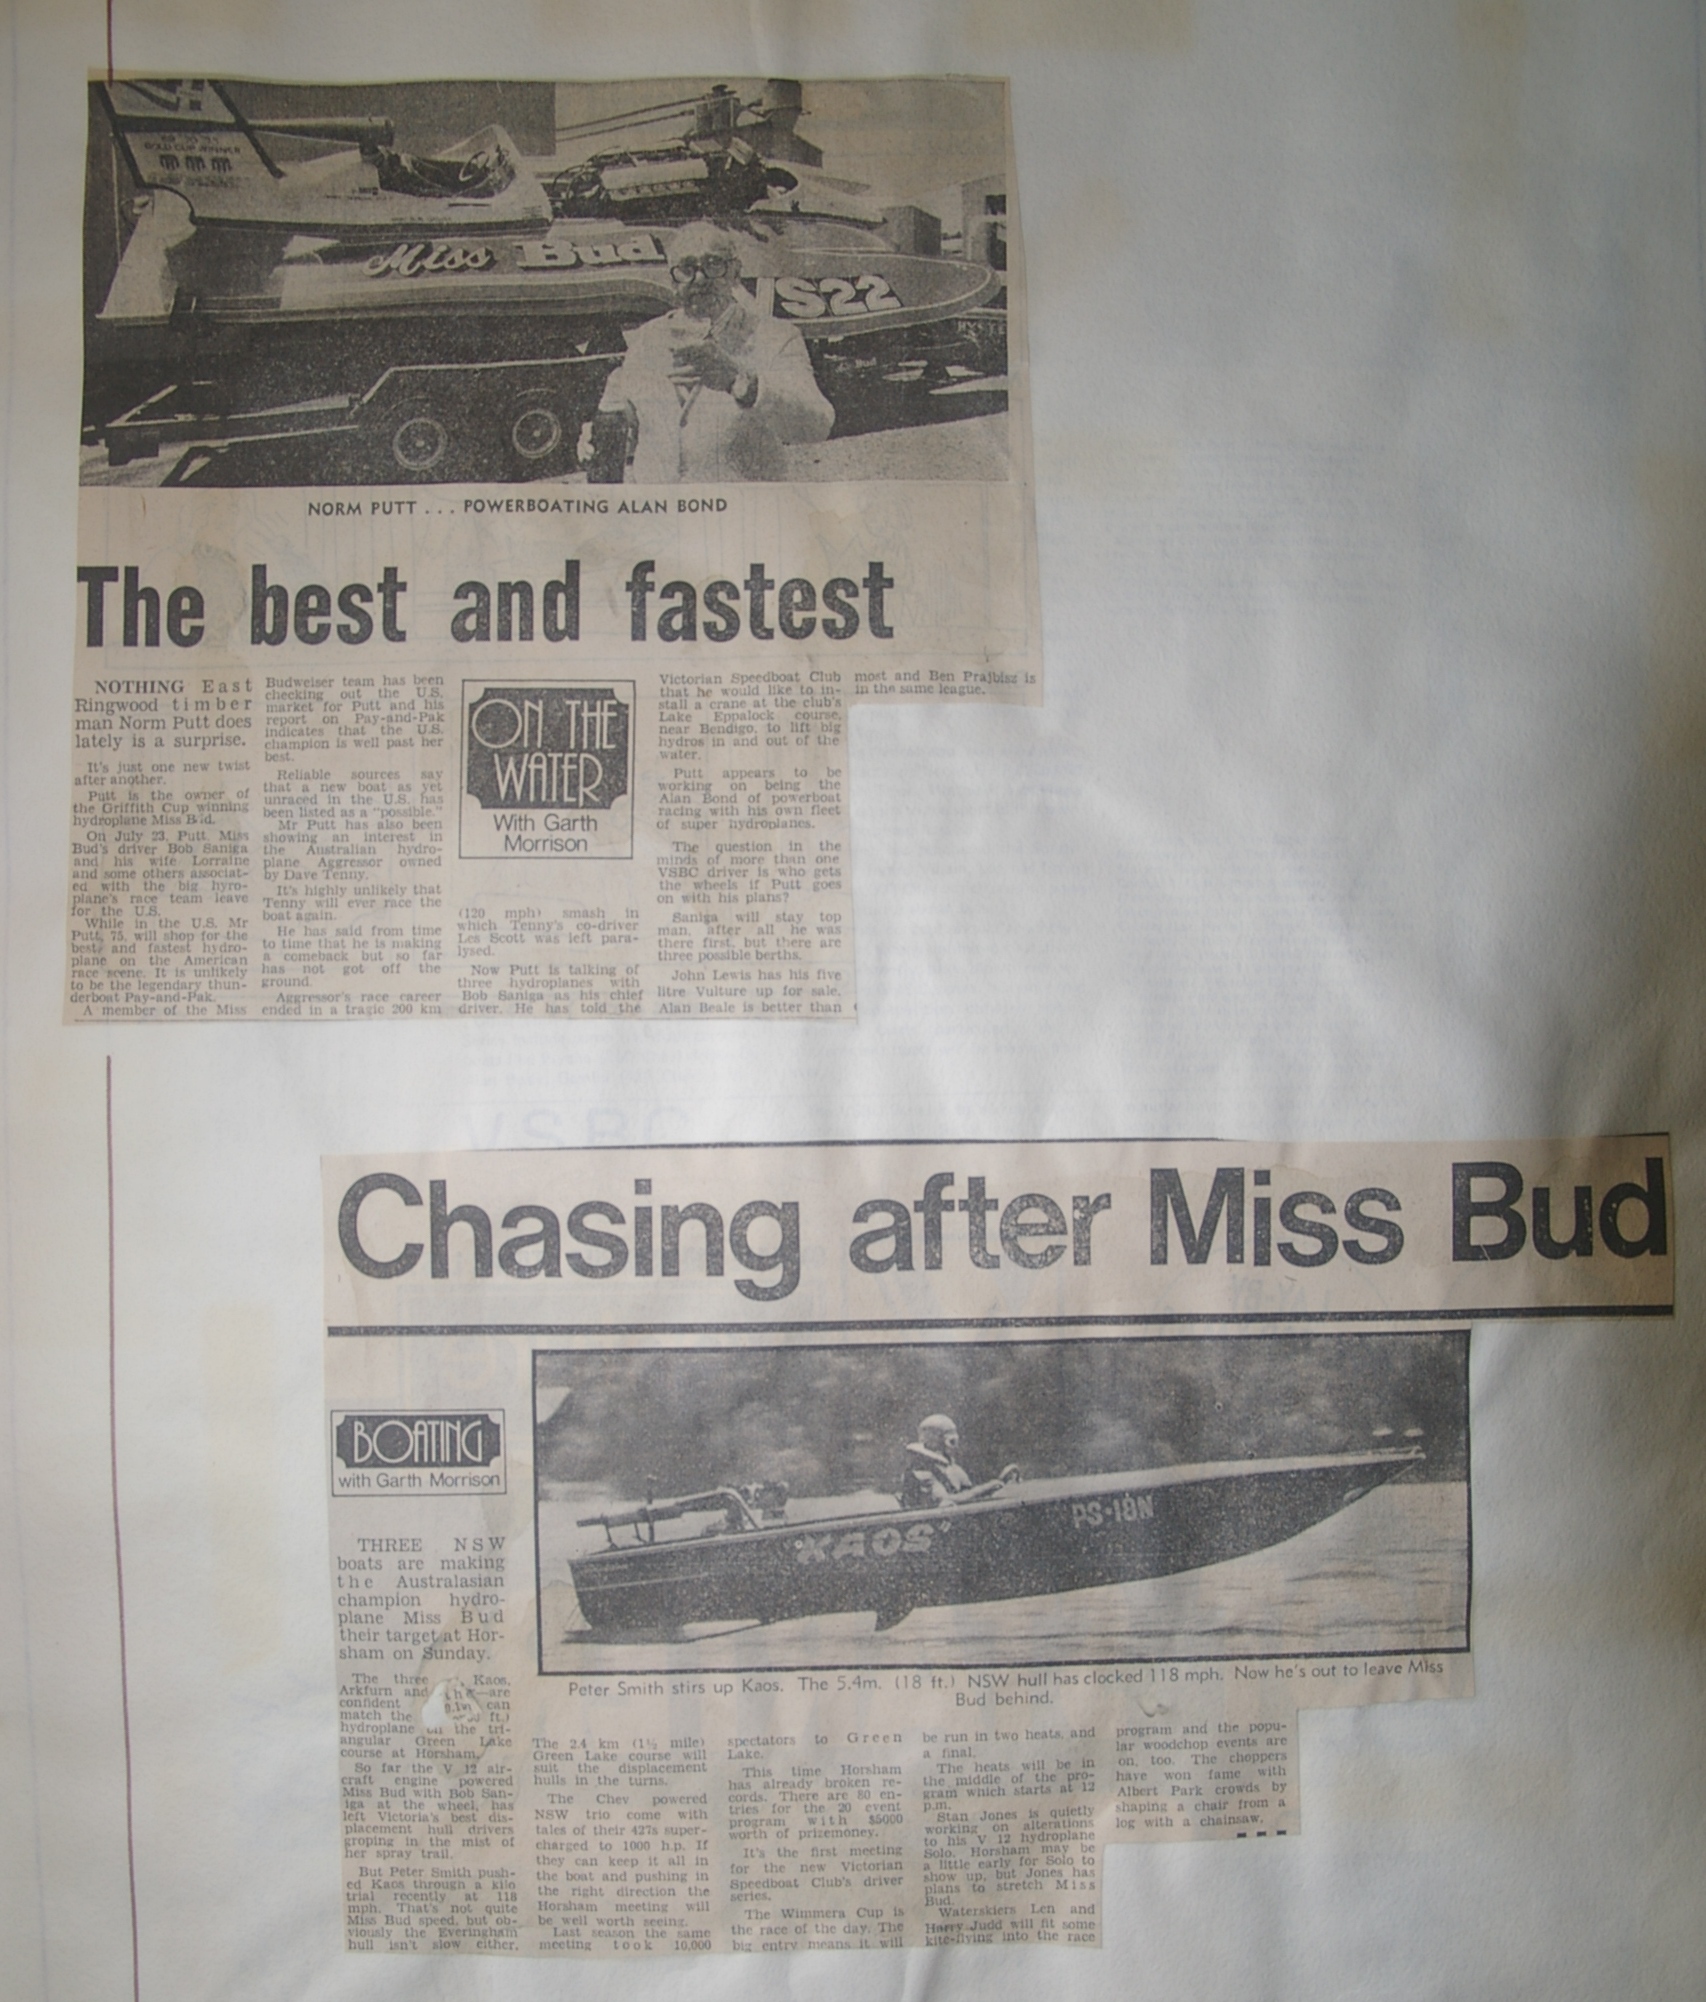 GOLD CUP WINNER
Miss Bud
VS22
NORM PUTT . . . POWERBOATING ALAN BOND
The best and fastest
NOTHING East
Ringwood timber
man Norm Putt does
lately is a surprise.
It's just one new twist
after another.
Putt is the owner of
the Griffith Cup winning
hydroplane Miss Bud.
On July 23, Putt, Miss
Bud's driver Bob Saniga
and his wife Lorraine
and some others associat-
ed with the big hyro-
plane's race team leave
for the U.S.
While in the U.S. Mr
Putt, 75, will shop for the
best and fastest hydro-
plane on the American
race scene. It is unlikely
to be the legendary thun-
derboat Pay-and-Pak.
A member of the Miss
Budweiser team has been
checking out the U.S.
market for Putt and his
report on Pay-and-Pak
indicates that the U.S.
champion is well past her
best.
Reliable sources say
that a new boat as yet
unraced in the U.S. has
been listed as a "possible."
Mr Putt has also been
showing an interest in
the Australian hydro-
plane Aggressor owned
by Dave Tenny.
It's highly unlikely that
Tenny will ever race the
boat again.
He has said from time
to time that he is making
a comeback but so far
has not got off the
ground.
Aggressor's race career
ended in a tragic 200 km
ON THE
WATER
With Garth
Morrison
(120 mph) smash in
which Tenny's co-driver
Les Scott was left para-
lysed.
Now Putt is talking of
three hydroplanes with
Bob Saniga as his chief
driver. He has told the
Victorian Speedboat Club
that he would like to in-
stall a crane at the club's
Lake Eppalock course,
near Bendigo, to lift big
hydros in and out of the
water.
Putt appears to be
working on being the
Alan Bond of powerboat
racing with his own fleet
of super hydroplanes.
The question in the
minds of more than one
VSBC driver is who gets
the wheels if Putt goes
on with his plans?
Saniga will stay top
man, after all he was
there first, but there are
three possible berths.
John Lewis has his five
litre Vulture up for sale,
Alan Beale is better than
most and Ben Prajbisz is
in the same league.
Chasing after Miss Bud
BOATING
with Garth Morrison
"KAOS"
PS-18N
Peter Smith stirs up Kaos. The 5.4m. (18 ft.) NSW hull has clocked 118 mph. Now he's out to leave Miss
Bud behind.
THREE NSW
boats are making
the Australasian
champion hydro-
plane Miss Bud
their target at Hor-
sham on Sunday.
The three Kaos,
Arkfurn and —are
confident can
match the ft.)
hydroplane on the tri-
angular Green Lake
course at Horsham.
So far the V 12 air-
craft engine powered
Miss Bud with Bob San-
iga at the wheel, has
left Victoria's best dis-
placement hull drivers
groping in the mist of
her spray trail.
But Peter Smith push-
ed Kaos through a kilo
trial recently at 118
mph. That's not quite
Miss Bud speed, but ob-
viously the Everingham
hull isn't slow either.
The 2.4 km (1½ mile)
Green Lake course will
suit the displacement
hulls in the turns.
The Chev powered
NSW trio come with
tales of their 427s super-
charged to 1000 h.p. If
they can keep it all in
the boat and pushing in
the right direction the
Horsham meeting will
be well worth seeing.
Last season the same
meeting took 10,000
spectators to Green
Lake.
This time Horsham
has already broken re-
cords. There are 80 en-
tries for the 20 event
program with $5000
worth of prizemoney.
It's the first meeting
for the new Victorian
Speedboat Club's driver
series.
The Wimmera Cup is
the race of the day. The
big entry means it will
be run in two heats, and
a final.
The heats will be in
the middle of the pro-
gram which starts at 12
p.m.
Stan Jones is quietly
working on alterations
to his V 12 hydroplane
Solo. Horsham may be
a little early for Solo to
show up, but Jones has
plans to stretch Miss
Bud.
Waterskiers Len and
Harry Judd will fit some
kite-flying into the race
program and the popu-
lar woodchop events are
on, too. The choppers
have won fame with
Albert Park crowds by
shaping a chair from a
log with a chainsaw.